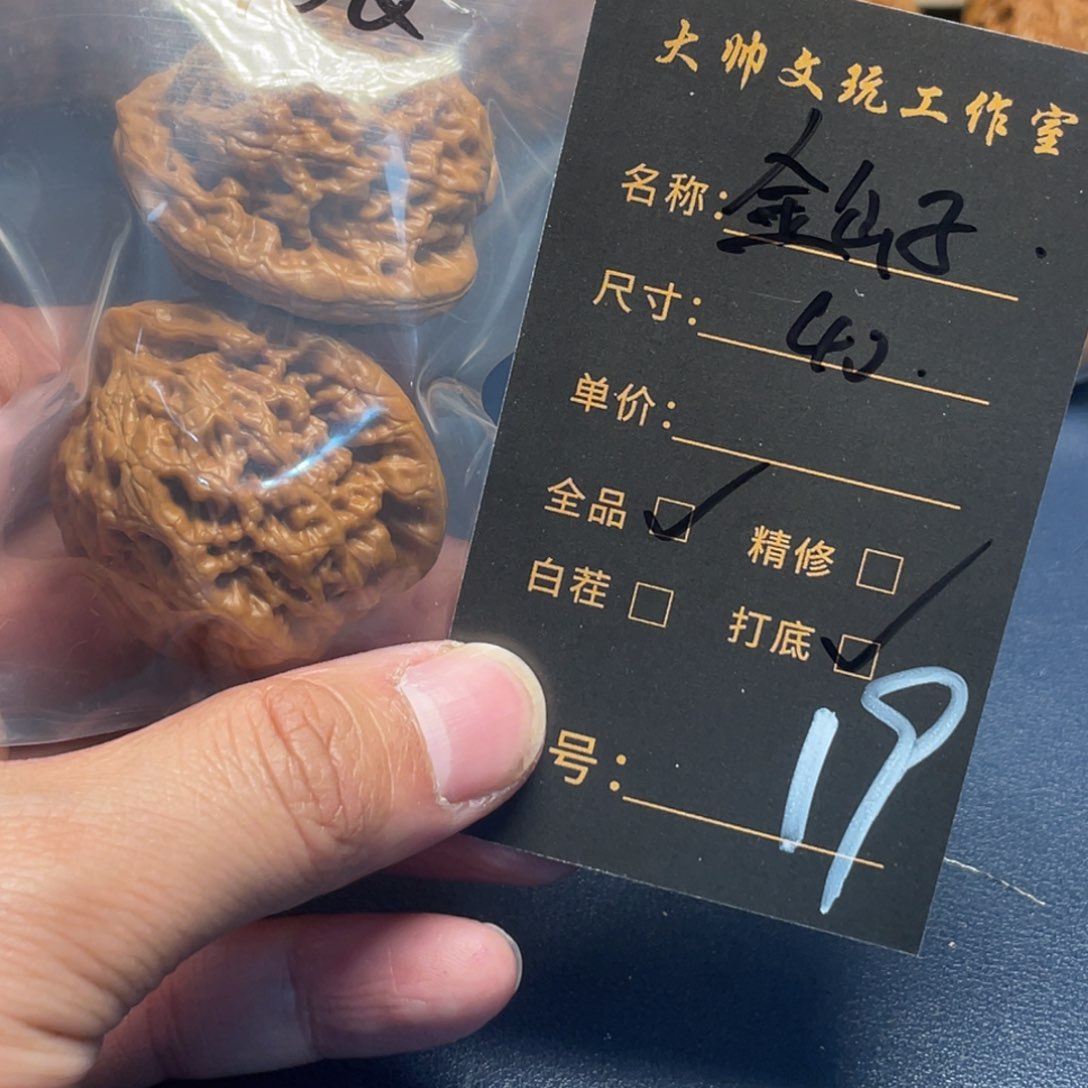 大帅文玩工作室
名称：金狮子.
尺寸：40.
单价：
全品 ☑ 精修 ☐
白茬 ☐ 打底 ☑
号：19